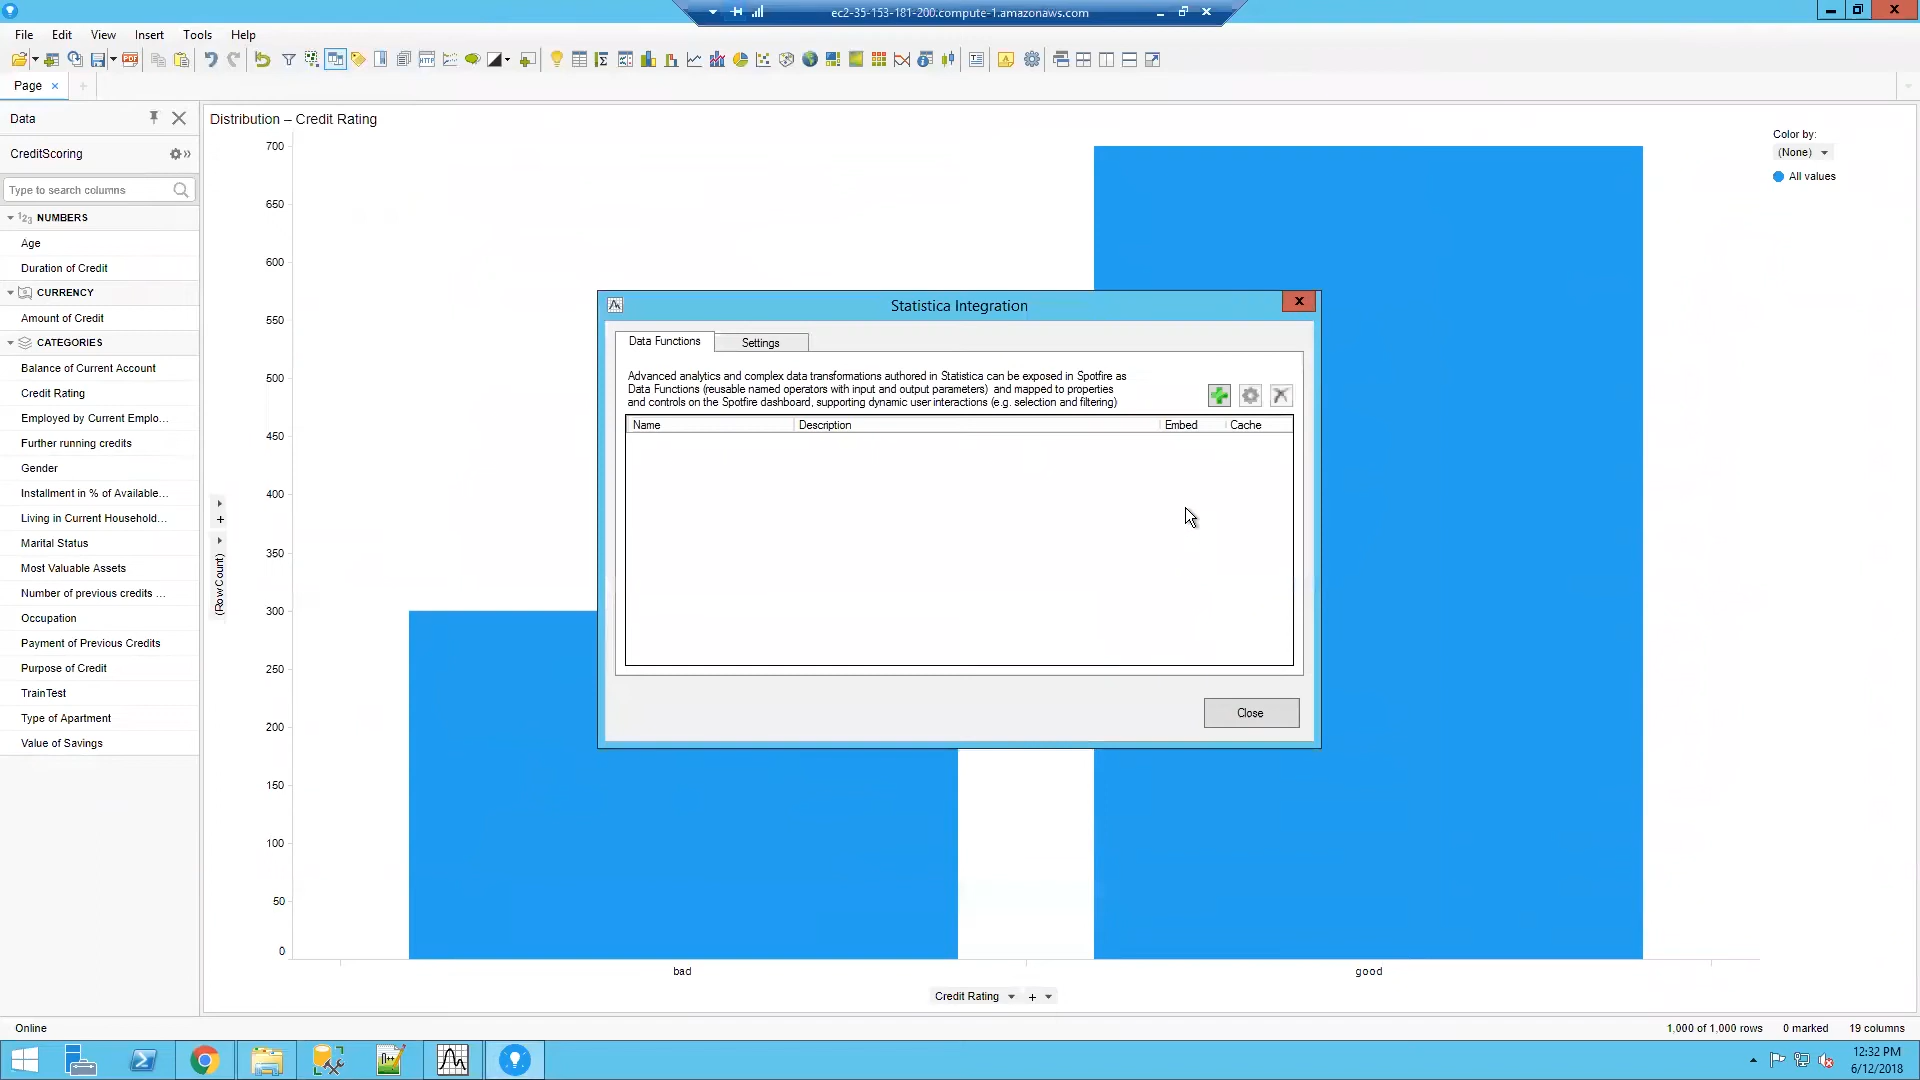 ec2-35-153-181-200.compute-1.amazonaws.com
File Edit View Insert Tools Help
Page
Data
CreditScoring
Type to search columns
NUMBERS
Age
Duration of Credit
CURRENCY
Amount of Credit
CATEGORIES
Balance of Current Account
Credit Rating
Employed by Current Emplo...
Further running credits
Gender
Installment in % of Available...
Living in Current Household...
Marital Status
Most Valuable Assets
Number of previous credits ...
Occupation
Payment of Previous Credits
Purpose of Credit
TrainTest
Type of Apartment
Value of Savings
Distribution – Credit Rating
700
650
600
550
500
450
400
350
300
250
200
150
100
50
0
(Row Count)
bad good
Credit Rating
Color by:
(None)
All values
Statistica Integration
Data Functions Settings
Advanced analytics and complex data transformations authored in Statistica can be exposed in Spotfire as
Data Functions (reusable named operators with input and output parameters) and mapped to properties
and controls on the Spotfire dashboard, supporting dynamic user interactions (e.g. selection and filtering)
Name Description Embed Cache
Close
Online
1,000 of 1,000 rows 0 marked 19 columns
12:32 PM
6/12/2018